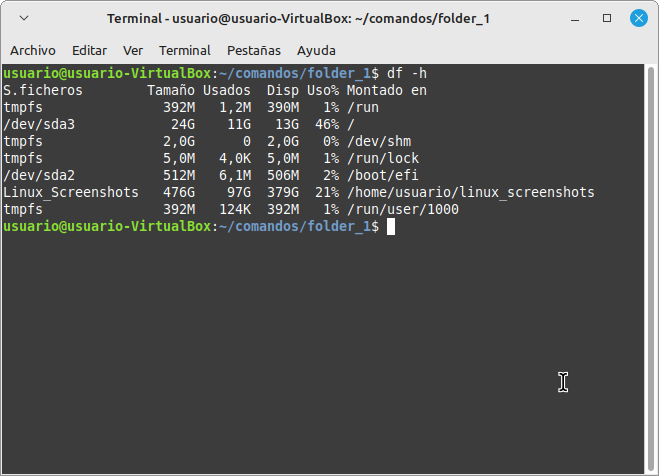 Terminal - usuario@usuario-VirtualBox: ~/comandos/folder_1
Archivo Editar Ver Terminal Pestañas Ayuda
usuario@usuario-VirtualBox:~/comandos/folder_1$ df -h
S.ficheros         Tamaño Usados  Disp Uso% Montado en
tmpfs                392M   1,2M  390M   1% /run
/dev/sda3             24G    11G   13G  46% /
tmpfs                2,0G      0  2,0G   0% /dev/shm
tmpfs                5,0M   4,0K  5,0M   1% /run/lock
/dev/sda2            512M   6,1M  506M   2% /boot/efi
Linux_Screenshots    476G    97G  379G  21% /home/usuario/linux_screenshots
tmpfs                392M   124K  392M   1% /run/user/1000
usuario@usuario-VirtualBox:~/comandos/folder_1$